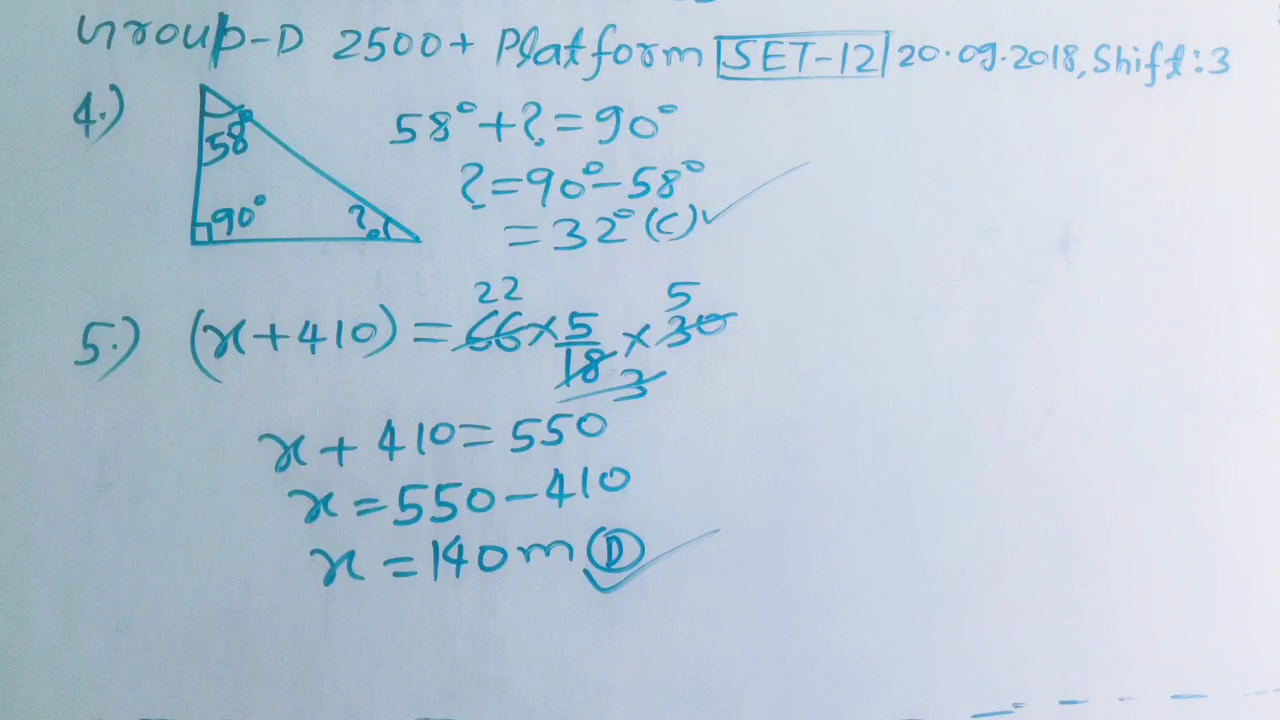 Group-D 2500+ Platform SET-12 20.09.2018, Shift:3
4.) 58 90° ?
58°+?=90°
?=90°-58°
=32° (C)✓
5.) (x+410) = 66×5/18×30 22 3 5
x+410=550
x=550-410
x=140m (D)✓